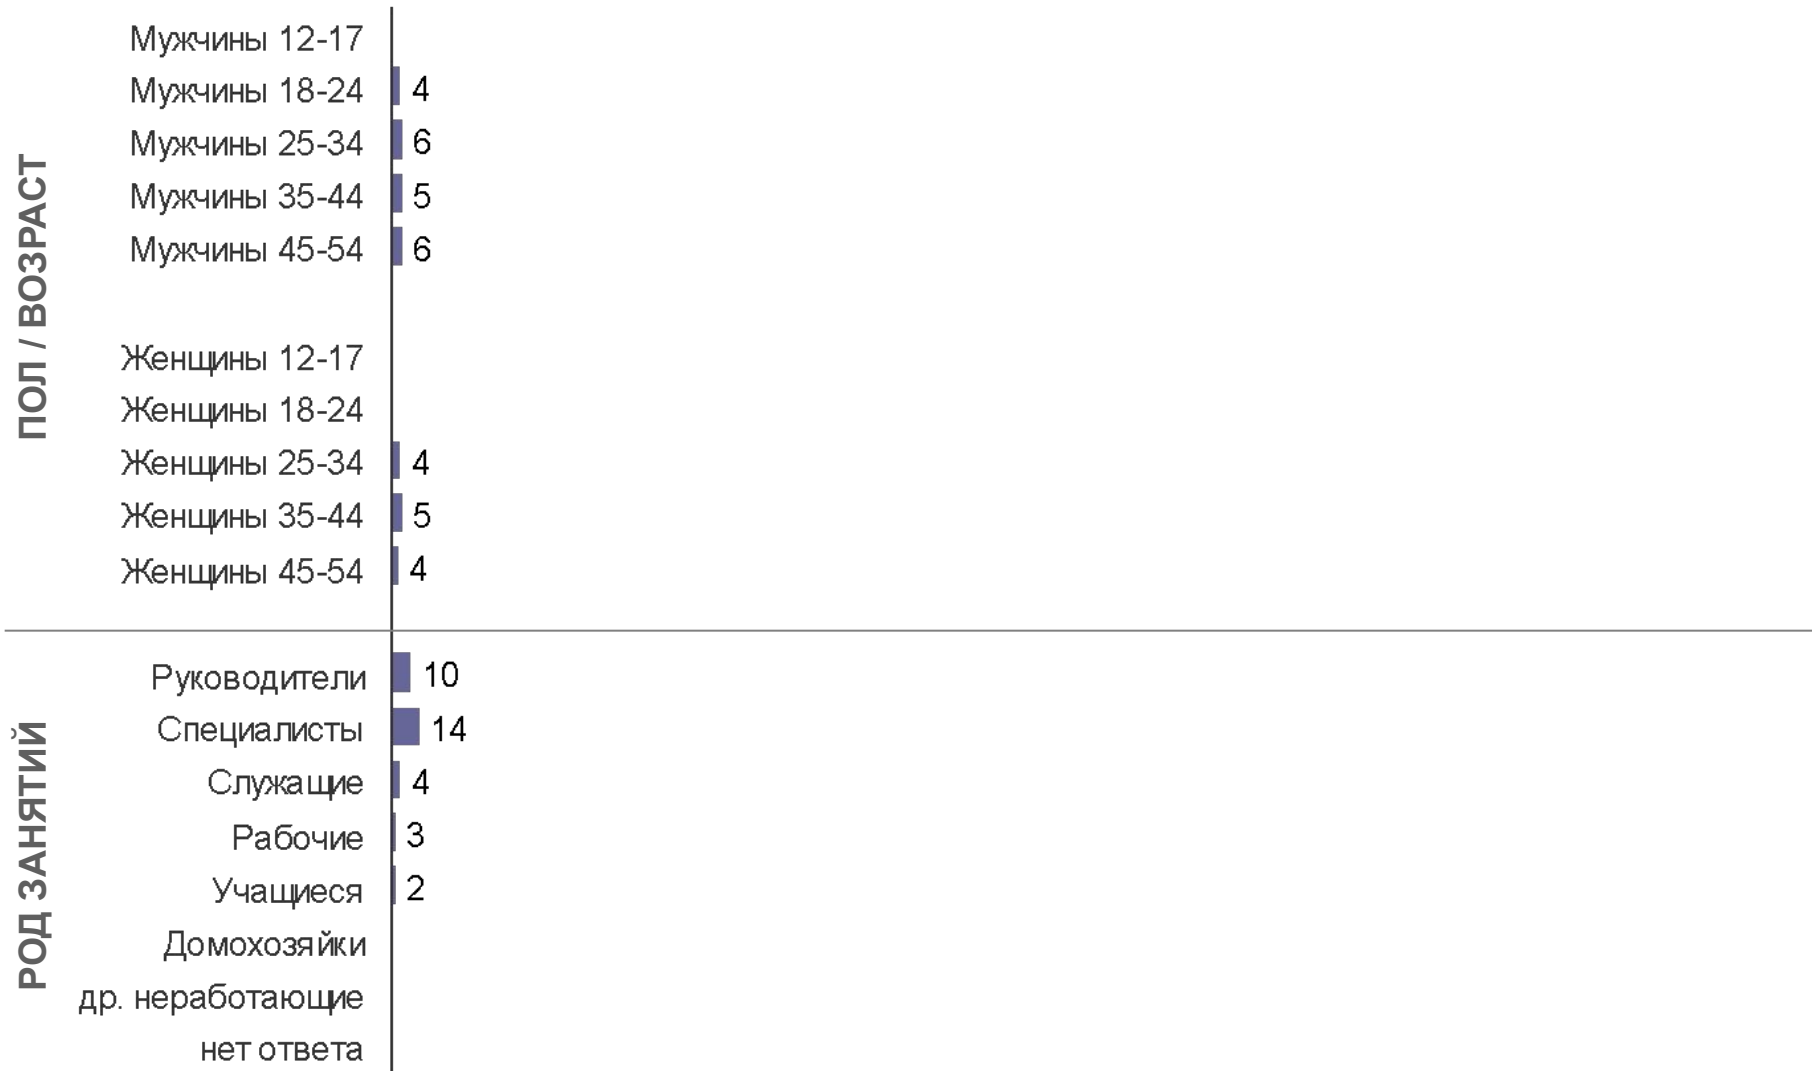 ПОЛ / ВОЗРАСТ
Мужчины 12-17
Мужчины 18-24 4
Мужчины 25-34 6
Мужчины 35-44 5
Мужчины 45-54 6
Женщины 12-17
Женщины 18-24
Женщины 25-34 4
Женщины 35-44 5
Женщины 45-54 4
РОД ЗАНЯТИЙ
Руководители 10
Специалисты 14
Служащие 4
Рабочие 3
Учащиеся 2
Домохозяйки
др. неработающие
нет ответа